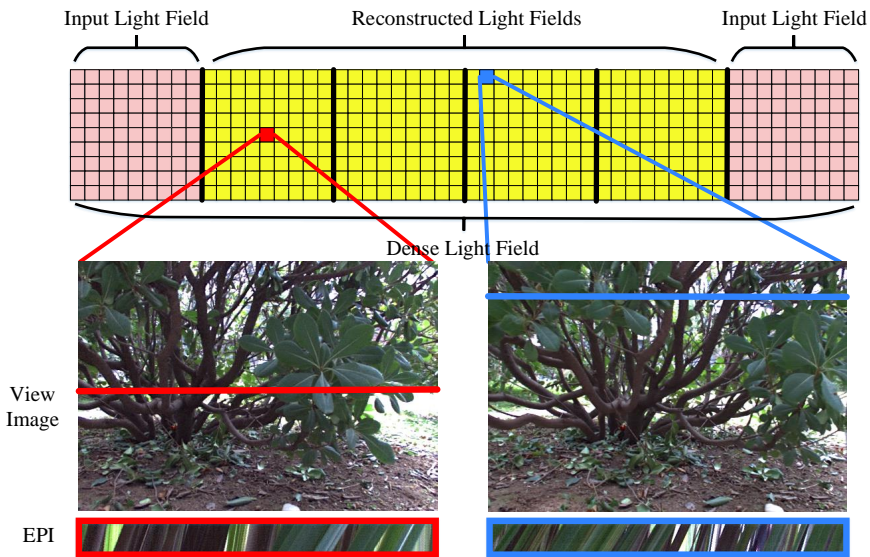 Input Light Field
Reconstructed Light Fields
Input Light Field
Dense Light Field
View
Image
EPI